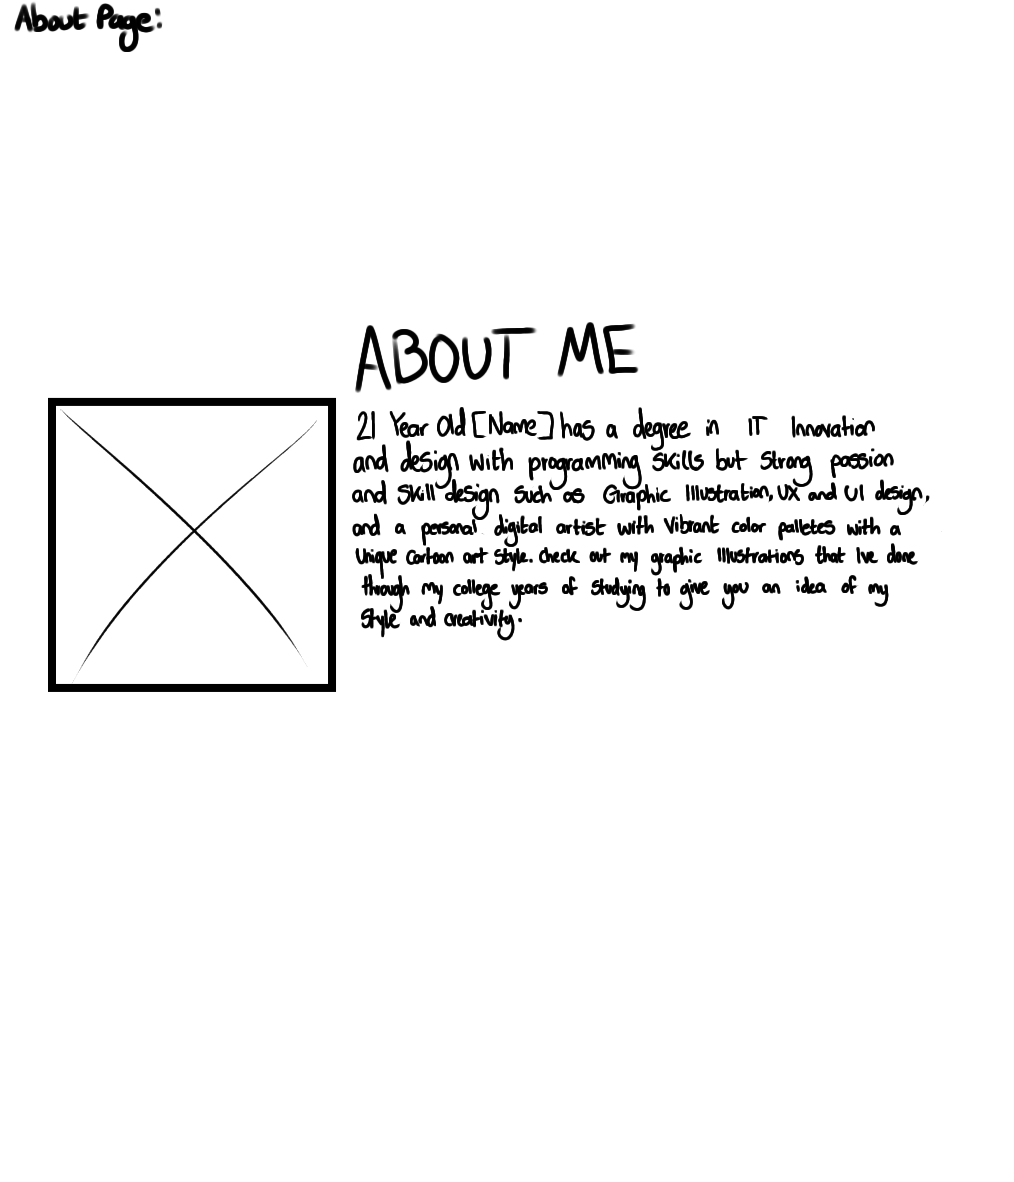 About Page:
ABOUT ME
21 Year Old [Name] has a degree in IT Innovation
and design with programming skills but strong passion
and skill design such as Graphic Illustration, UX and UI design,
and a personal digital artist with vibrant color palletes with a
unique cartoon art style. Check out my graphic illustrations that I've done
through my college years of studying to give you an idea of my
style and creativity.